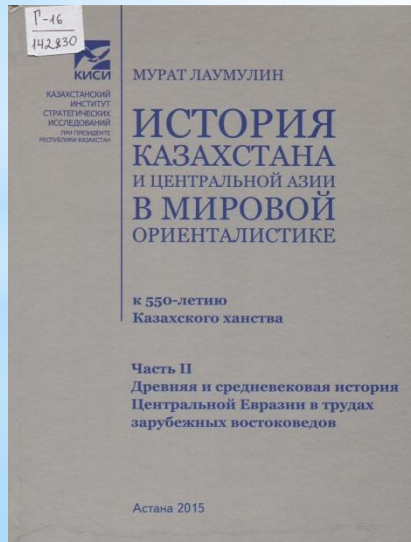 Г-16
142830
КИСИ
КАЗАХСТАНСКИЙ
ИНСТИТУТ
СТРАТЕГИЧЕСКИХ
ИССЛЕДОВАНИЙ
ПРИ ПРЕЗИДЕНТЕ
РЕСПУБЛИКИ КАЗАХСТАН
МУРАТ ЛАУМУЛИН
ИСТОРИЯ
КАЗАХСТАНА
И ЦЕНТРАЛЬНОЙ АЗИИ
В МИРОВОЙ
ОРИЕНТАЛИСТИКЕ
к 550-летию
Казахского ханства
Часть II
Древняя и средневековая история
Центральной Евразии в трудах
зарубежных востоковедов
Астана 2015